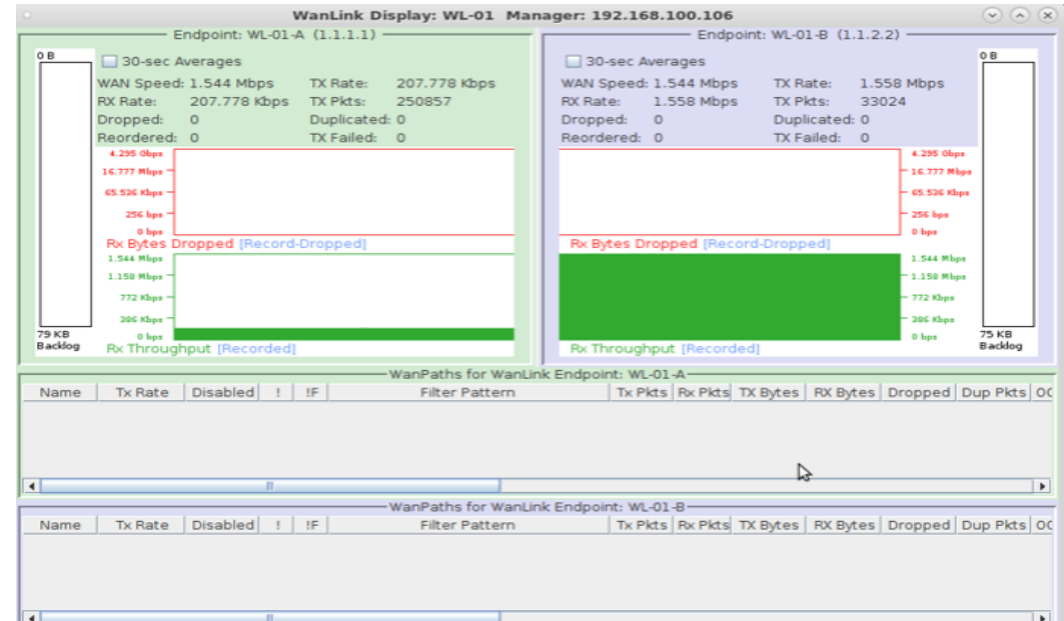 WanLink Display: WL-01 Manager: 192.168.100.106
Endpoint: WL-01-A (1.1.1.1)
0 B
30-sec Averages
WAN Speed: 1.544 Mbps TX Rate: 207.778 Kbps
RX Rate: 207.778 Kbps TX Pkts: 250857
Dropped: 0 Duplicated: 0
Reordered: 0 TX Failed: 0
4.295 Gbps
16.777 Mbps
65.536 Kbps
256 bps
0 bps
Rx Bytes Dropped [Record-Dropped]
1.544 Mbps
1.158 Mbps
772 Kbps
386 Kbps
0 bps
79 KB
Backlog
Rx Throughput [Recorded]
Endpoint: WL-01-B (1.1.2.2)
30-sec Averages
WAN Speed: 1.544 Mbps TX Rate: 1.558 Mbps
RX Rate: 1.558 Mbps TX Pkts: 33024
Dropped: 0 Duplicated: 0
Reordered: 0 TX Failed: 0
0 B
4.295 Gbps
16.777 Mbps
65.536 Kbps
256 bps
0 bps
Rx Bytes Dropped [Record-Dropped]
1.544 Mbps
1.158 Mbps
772 Kbps
386 Kbps
0 bps
75 KB
Backlog
Rx Throughput [Recorded]
WanPaths for WanLink Endpoint: WL-01-A
Name Tx Rate Disabled ! !F Filter Pattern Tx Pkts Rx Pkts TX Bytes RX Bytes Dropped Dup Pkts OO
WanPaths for WanLink Endpoint: WL-01-B
Name Tx Rate Disabled ! !F Filter Pattern Tx Pkts Rx Pkts TX Bytes RX Bytes Dropped Dup Pkts OO